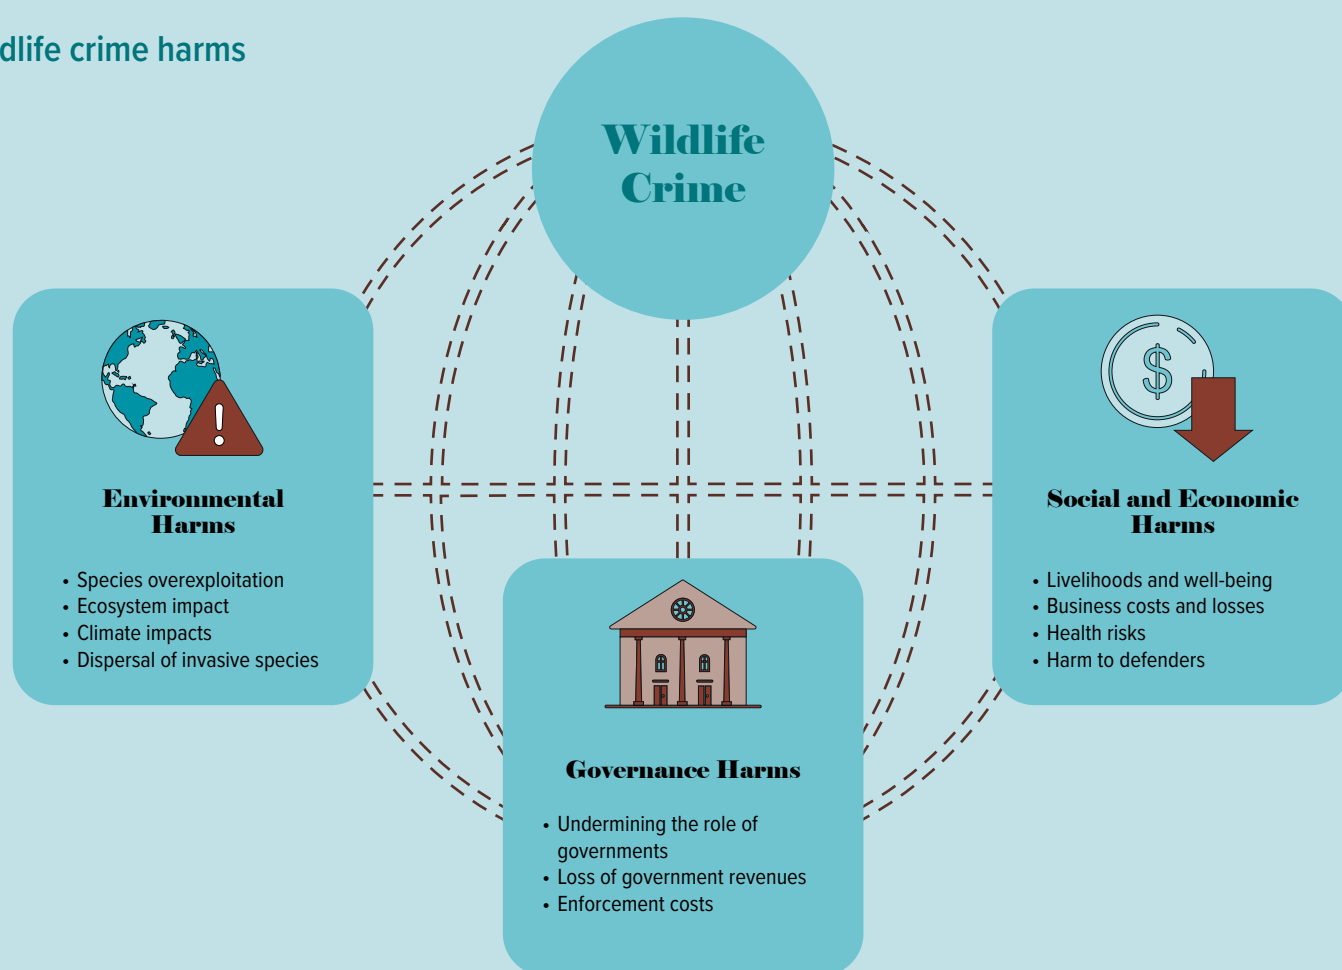 dlife crime harms
Wildlife
Crime
Environmental
Harms
• Species overexploitation
• Ecosystem impact
• Climate impacts
• Dispersal of invasive species
$
Social and Economic
Harms
• Livelihoods and well-being
• Business costs and losses
• Health risks
• Harm to defenders
Governance Harms
• Undermining the role of
governments
• Loss of government revenues
• Enforcement costs